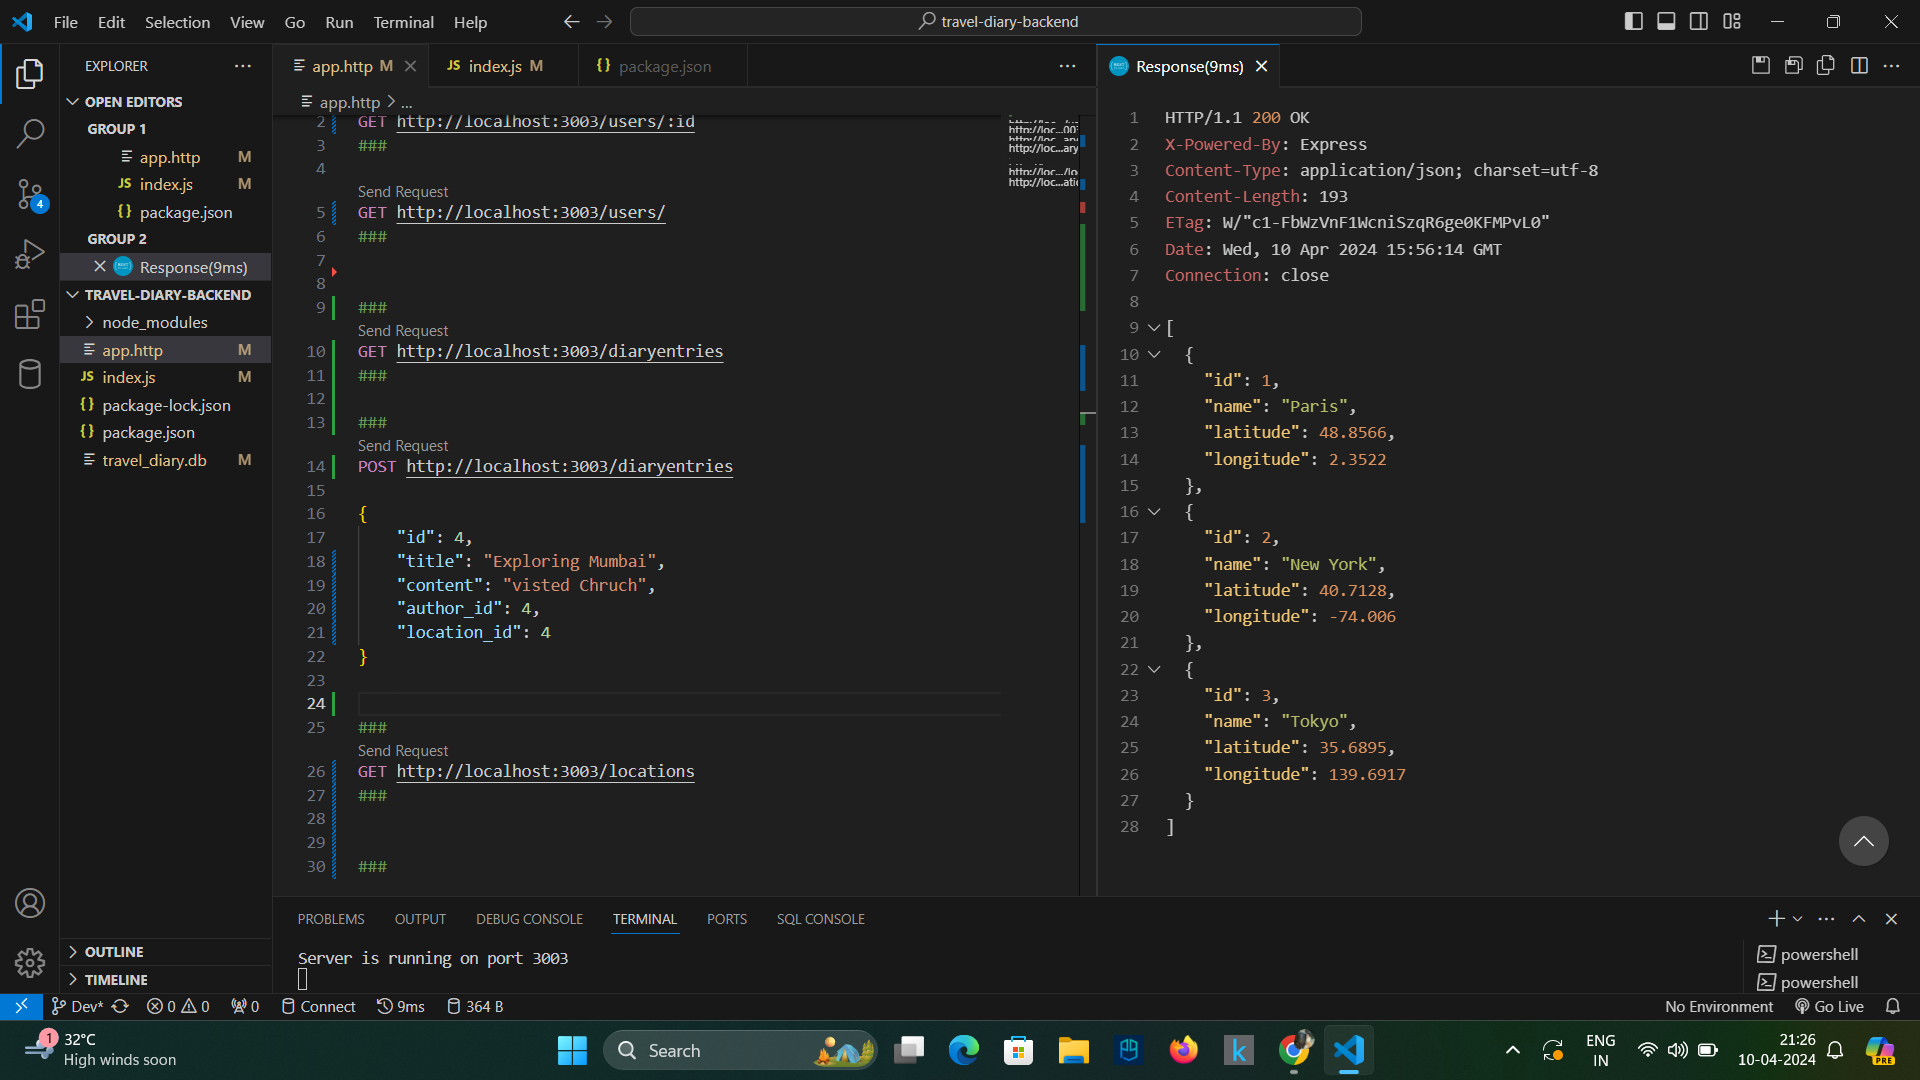 File Edit Selection View Go Run Terminal Help
travel-diary-backend
EXPLORER
OPEN EDITORS
GROUP 1
app.http M
index.js M
package.json
GROUP 2
Response(9ms)
TRAVEL-DIARY-BACKEND
node_modules
app.http M
index.js M
package-lock.json
package.json
travel_diary.db M
OUTLINE
TIMELINE
4
app.http M
JS index.js M
{} package.json
app.http > ...
2 GET http://localhost:3003/users/:id
3 ###
4
Send Request
5 GET http://localhost:3003/users/
6 ###
7
8
9 ###
Send Request
10 GET http://localhost:3003/diaryentries
11 ###
12
13 ###
Send Request
14 POST http://localhost:3003/diaryentries
15
16 {
17 "id": 4,
18 "title": "Exploring Mumbai",
19 "content": "visted Chruch",
20 "author_id": 4,
21 "location_id": 4
22 }
23
24
25 ###
Send Request
26 GET http://localhost:3003/locations
27 ###
28
29
30 ###
Response(9ms)
1 HTTP/1.1 200 OK
2 X-Powered-By: Express
3 Content-Type: application/json; charset=utf-8
4 Content-Length: 193
5 ETag: W/"c1-FbWzVnF1WcniSzqR6ge0KFMPvL0"
6 Date: Wed, 10 Apr 2024 15:56:14 GMT
7 Connection: close
8
9 [
10 {
11 "id": 1,
12 "name": "Paris",
13 "latitude": 48.8566,
14 "longitude": 2.3522
15 },
16 {
17 "id": 2,
18 "name": "New York",
19 "latitude": 40.7128,
20 "longitude": -74.006
21 },
22 {
23 "id": 3,
24 "name": "Tokyo",
25 "latitude": 35.6895,
26 "longitude": 139.6917
27 }
28 ]
PROBLEMS OUTPUT DEBUG CONSOLE TERMINAL PORTS SQL CONSOLE
Server is running on port 3003
powershell
powershell
Dev* 0 0 0 Connect 9ms 364 B
No Environment Go Live
1
32°C
High winds soon
Search
k
ENG
IN
21:26
10-04-2024
PRE